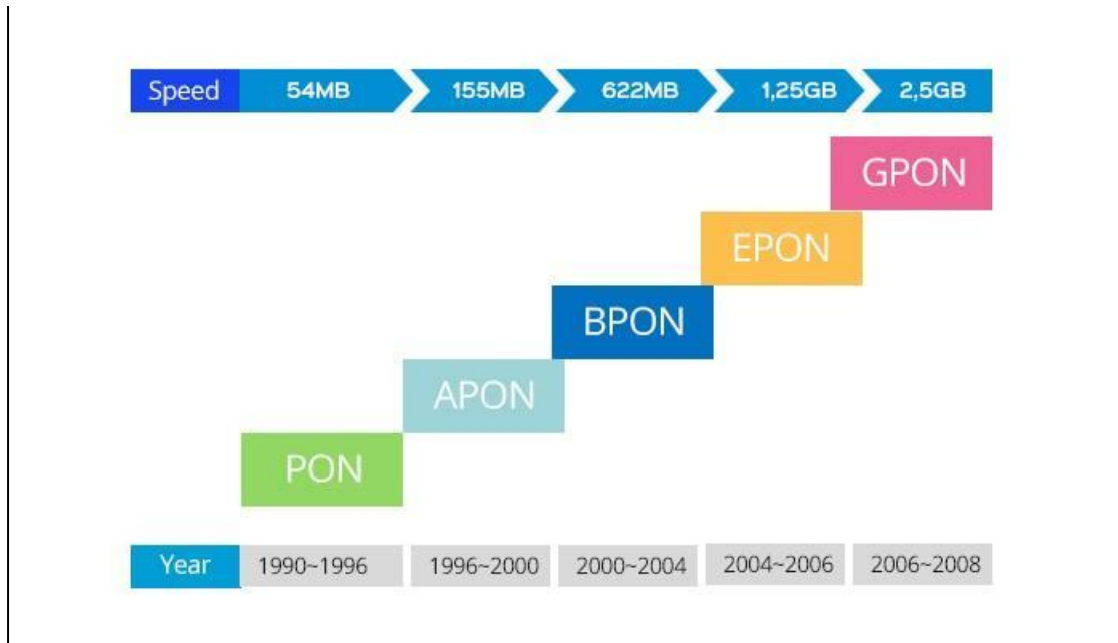 Speed 54MB 155MB 622MB 1,25GB 2,5GB
GPON
EPON
BPON
APON
PON
Year 1990~1996 1996~2000 2000~2004 2004~2006 2006~2008